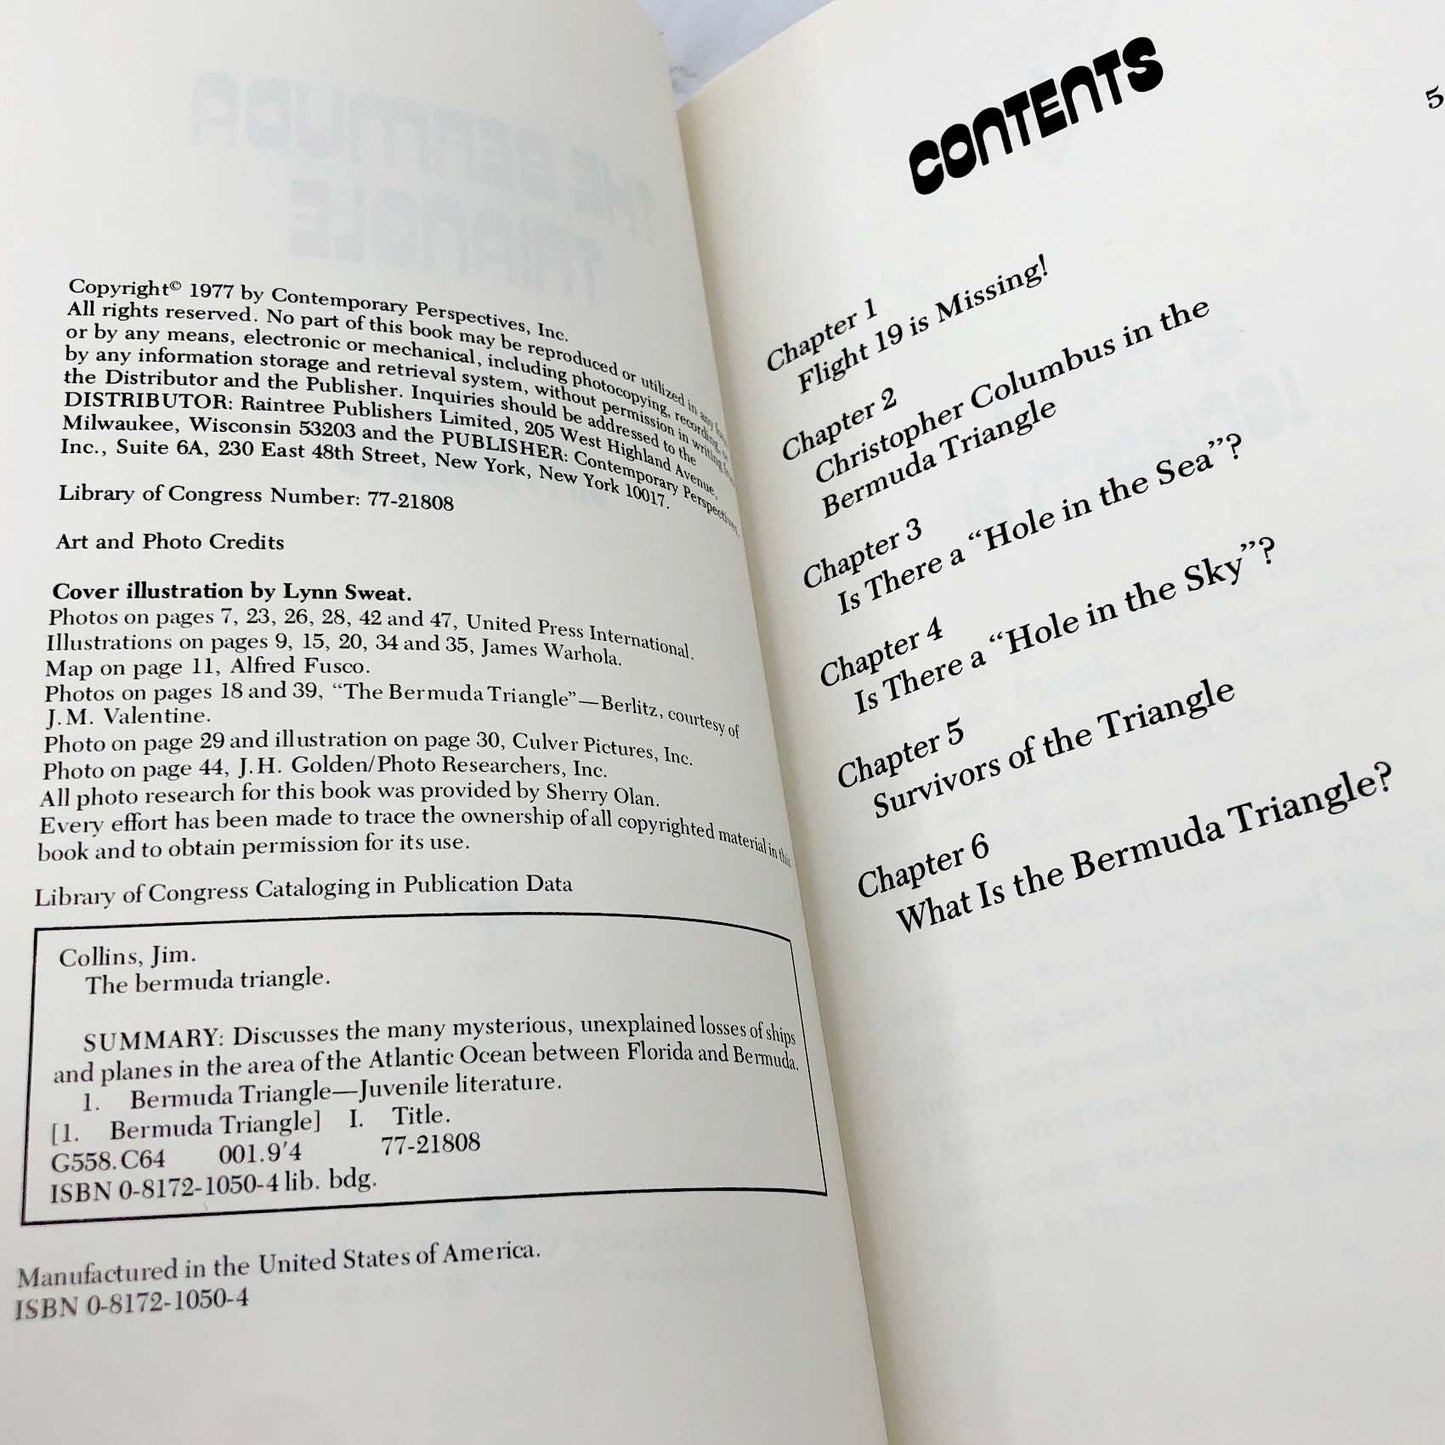 Copyright© 1977 by Contemporary Perspectives, Inc.
All rights reserved. No part of this book may be reproduced or utilized in any
or by any means, electronic or mechanical, including photocopying, recording,
by any information storage and retrieval system, without permission in writing
the Distributor and the Publisher. Inquiries should be addressed to the
DISTRIBUTOR: Raintree Publishers Limited, 205 West Highland Avenue,
Milwaukee, Wisconsin 53203 and the PUBLISHER: Contemporary Perspectives,
Inc., Suite 6A, 230 East 48th Street, New York, New York 10017.
Library of Congress Number: 77-21808
Art and Photo Credits
Cover illustration by Lynn Sweat.
Photos on pages 7, 23, 26, 28, 42 and 47, United Press International.
Illustrations on pages 9, 15, 20, 34 and 35, James Warhola.
Map on page 11, Alfred Fusco.
Photos on pages 18 and 39, “The Bermuda Triangle”—Berlitz, courtesy of
J.M. Valentine.
Photo on page 29 and illustration on page 30, Culver Pictures, Inc.
Photo on page 44, J.H. Golden/Photo Researchers, Inc.
All photo research for this book was provided by Sherry Olan.
Every effort has been made to trace the ownership of all copyrighted material in this
book and to obtain permission for its use.
Library of Congress Cataloging in Publication Data
Collins, Jim.
The bermuda triangle.
SUMMARY: Discusses the many mysterious, unexplained losses of ships
and planes in the area of the Atlantic Ocean between Florida and Bermuda.
1. Bermuda Triangle—Juvenile literature.
[1. Bermuda Triangle] I. Title.
G558.C64 001.9'4 77-21808
ISBN 0-8172-1050-4 lib. bdg.
Manufactured in the United States of America.
ISBN 0-8172-1050-4
CONTENTS
5
Chapter 1
Flight 19 is Missing!
Chapter 2
Christopher Columbus in the
Bermuda Triangle
Chapter 3
Is There a “Hole in the Sea”?
Chapter 4
Is There a “Hole in the Sky”?
Chapter 5
Survivors of the Triangle
Chapter 6
What Is the Bermuda Triangle?